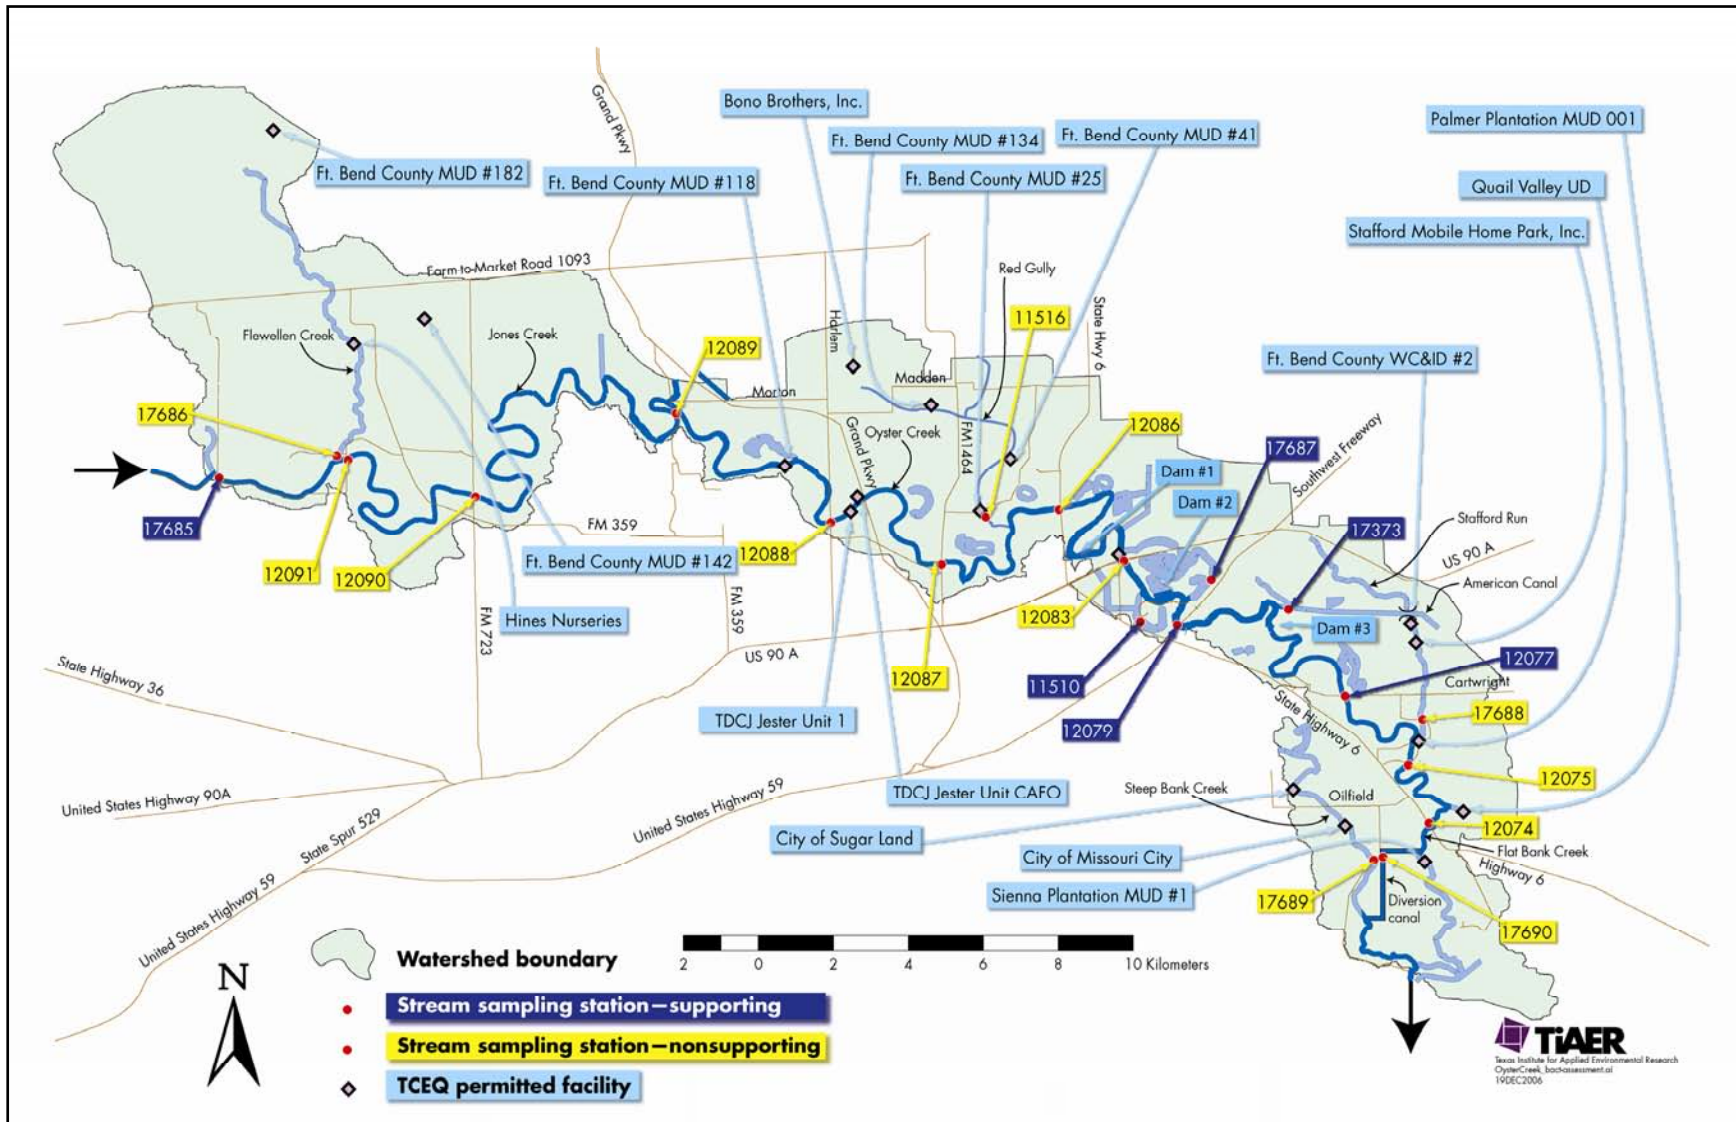 Grand Pkwy
Bono Brothers, Inc.
Palmer Plantation MUD 001
Ft. Bend County MUD #134
Ft. Bend County MUD #41
Ft. Bend County MUD #182
Ft. Bend County MUD #118
Ft. Bend County MUD #25
Quail Valley UD
Stafford Mobile Home Park, Inc.
Farm-to-Market Road 1093
Red Gully
State Hwy 6
Harlem
11516
Flewellen Creek
Jones Creek
12089
Ft. Bend County WC&ID #2
Madden
Morton
17686
12086
Grand Pkwy
Oyster Creek
FM1464
17687
Southwest Freeway
Dam #1
Dam #2
17685
FM 359
17373
Stafford Run
US 90 A
12091
12090
Ft. Bend County MUD #142
12088
American Canal
FM 723
FM 359
Hines Nurseries
12083
Dam #3
US 90 A
12087
11510
12077
Cartwright
State Highway 36
TDCJ Jester Unit 1
12079
State Highway 6
17688
12075
United States Highway 90A
TDCJ Jester Unit CAFO
Steep Bank Creek
Oilfield
United States Highway 59
State Spur 529
City of Sugar Land
12074
City of Missouri City
Flat Bank Creek
Highway 6
Sienna Plantation MUD #1
17689
Diversion
canal
17690
United States Highway 59
Watershed boundary
2 0 2 4 6 8 10 Kilometers
N
Stream sampling station—supporting
Stream sampling station—nonsupporting
TCEQ permitted facility
TIAER
Texas Institute for Applied Environmental Research
OysterCreek_bact-assessment.ai
19DEC2006